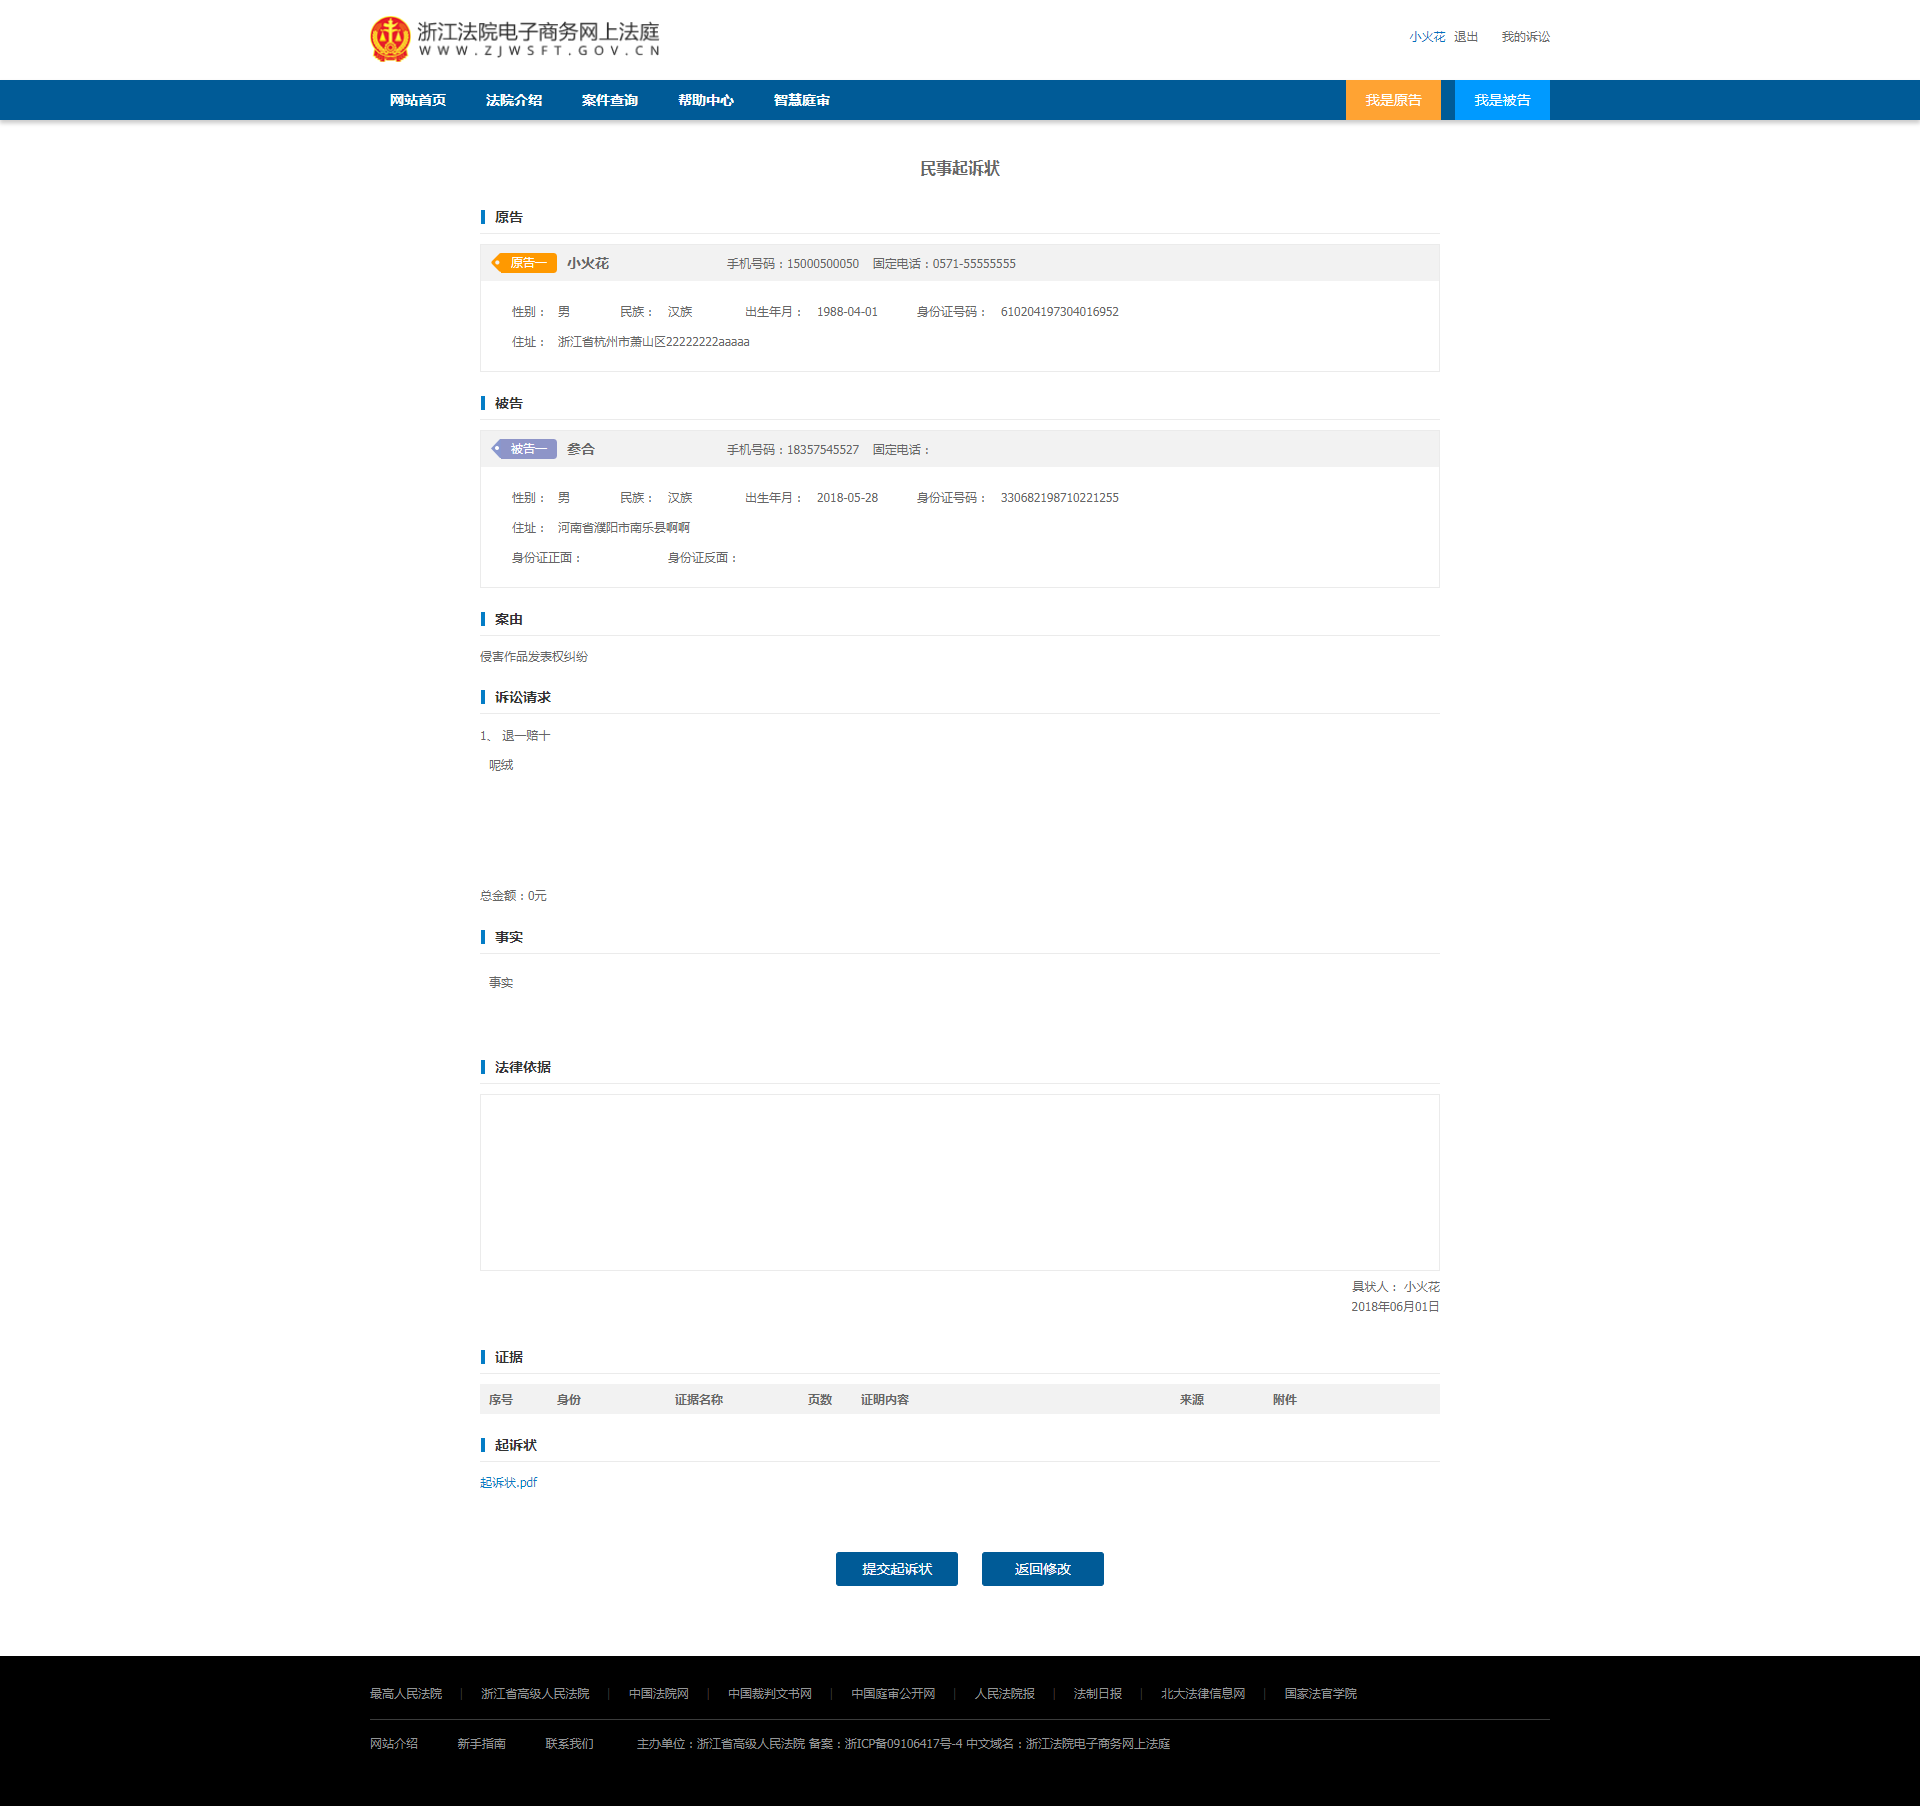 浙江法院电子商务网上法庭
WWW.ZJWSFT.GOV.CN
小火花 退出 我的诉讼
网站首页 法院介绍 案件查询 帮助中心 智慧庭审 我是原告 我是被告
民事起诉状
原告
原告一 小火花 手机号码：15000500050 固定电话：0571-55555555
性别： 男 民族： 汉族 出生年月： 1988-04-01 身份证号码： 610204197304016952
住址： 浙江省杭州市萧山区22222222aaaaa
被告
被告一 参合 手机号码：18357545527 固定电话：
性别： 男 民族： 汉族 出生年月： 2018-05-28 身份证号码： 330682198710221255
住址： 河南省濮阳市南乐县啊啊
身份证正面： 身份证反面：
案由
侵害作品发表权纠纷
诉讼请求
1、 退一赔十
呢绒
总金额：0元
事实
事实
法律依据
具状人： 小火花
2018年06月01日
证据
序号 身份 证据名称 页数 证明内容 来源 附件
起诉状
起诉状.pdf
提交起诉状 返回修改
最高人民法院 | 浙江省高级人民法院 | 中国法院网 | 中国裁判文书网 | 中国庭审公开网 | 人民法院报 | 法制日报 | 北大法律信息网 | 国家法官学院
网站介绍 新手指南 联系我们 主办单位：浙江省高级人民法院 备案：浙ICP备09106417号-4 中文域名：浙江法院电子商务网上法庭